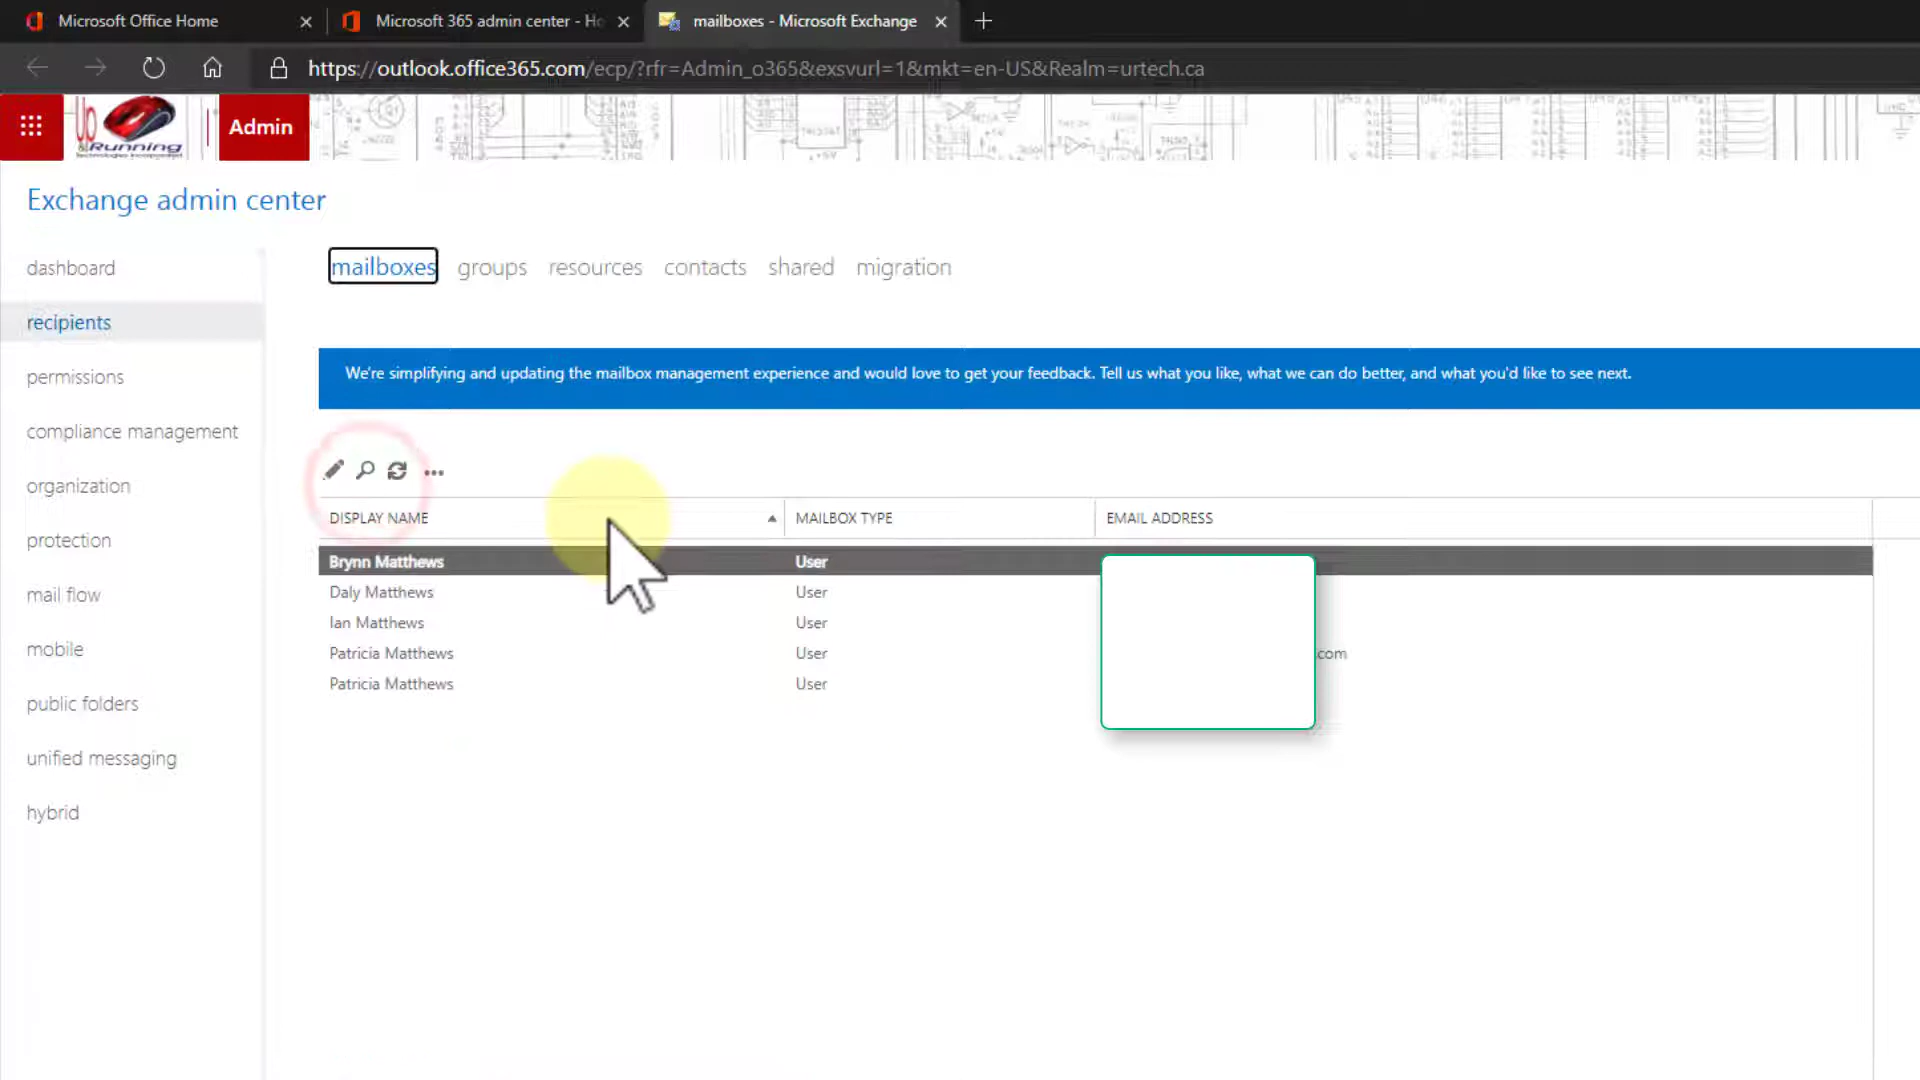 Microsoft Office Home
Microsoft 365 admin center - Ho
mailboxes - Microsoft Exchange
https://outlook.office365.com/ecp/?rfr=Admin_o365&exsvurl=1&mkt=en-US&Realm=urtech.ca
Up
&Running
Technologies Incorporated
Admin
Exchange admin center
dashboard
recipients
permissions
compliance management
organization
protection
mail flow
mobile
public folders
unified messaging
hybrid
mailboxes groups resources contacts shared migration
We're simplifying and updating the mailbox management experience and would love to get your feedback. Tell us what you like, what we can do better, and what you'd like to see next.
DISPLAY NAME MAILBOX TYPE EMAIL ADDRESS
Brynn Matthews User
Daly Matthews User
Ian Matthews User
Patricia Matthews User .com
Patricia Matthews User